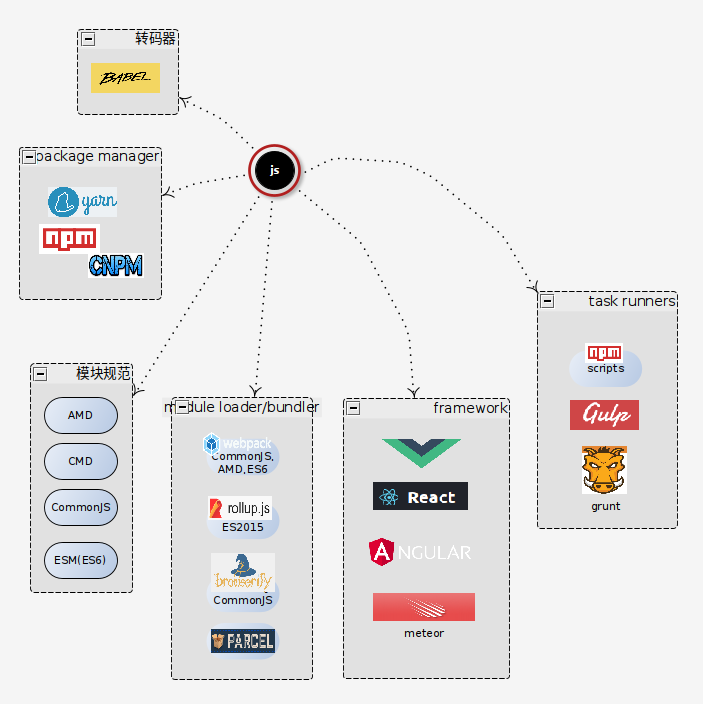 转码器
BABEL
js
package manager
yarn
npm
CNPM
模块规范
AMD
CMD
CommonJS
ESM(ES6)
module loader/bundler
webpack
CommonJS,
AMD,ES6
rollup.js
ES2015
browserify
CommonJS
PARCEL
framework
React
ANGULAR
meteor
task runners
npm
scripts
Gulp
grunt